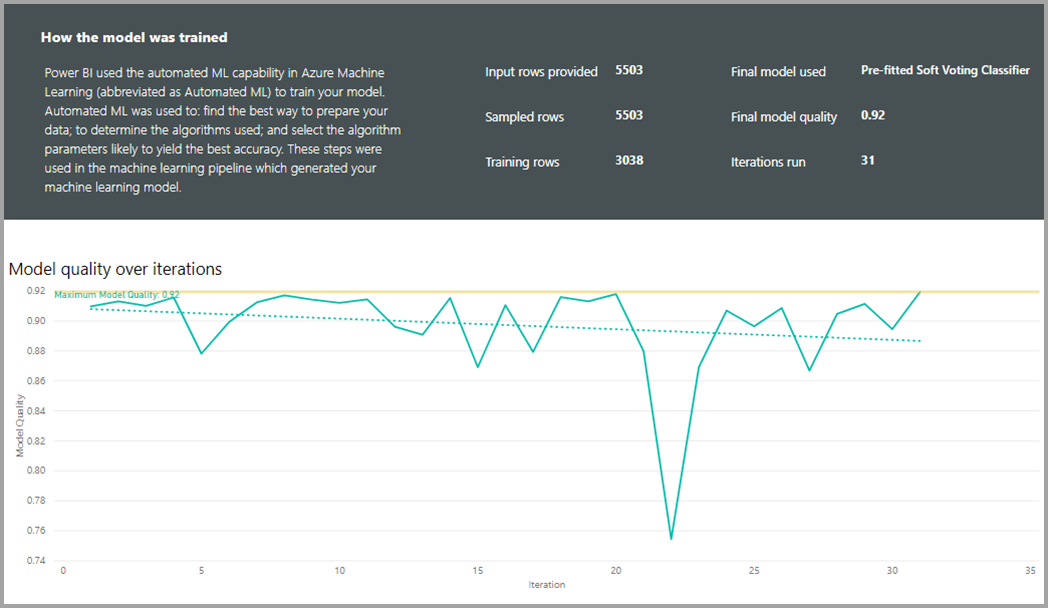 How the model was trained
Power BI used the automated ML capability in Azure Machine
Learning (abbreviated as Automated ML) to train your model.
Automated ML was used to: find the best way to prepare your
data; to determine the algorithms used; and select the algorithm
parameters likely to yield the best accuracy. These steps were
used in the machine learning pipeline which generated your
machine learning model.
Input rows provided 5503
Sampled rows 5503
Training rows 3038
Final model used Pre-fitted Soft Voting Classifier
Final model quality 0.92
Iterations run 31
Model quality over iterations
Maximum Model Quality: 0.92
Model Quality
0.92
0.90
0.88
0.86
0.84
0.82
0.80
0.78
0.76
0.74
0 5 10 15 20 25 30 35
Iteration